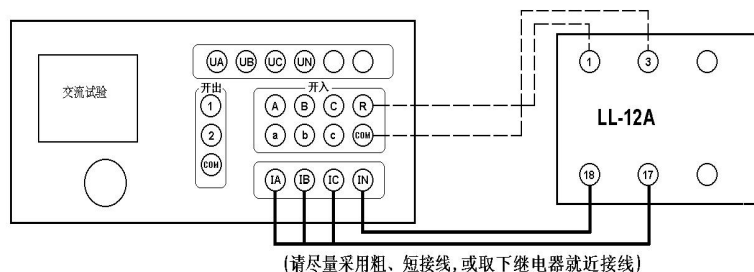 UA UB UC UN
开出 开入
交流试验
1 A B C R
2 a b c COM
COM
IA IB IC IN
1 3
LL-12A
18 17
(请尽量采用粗、短接线,或取下继电器就近接线)